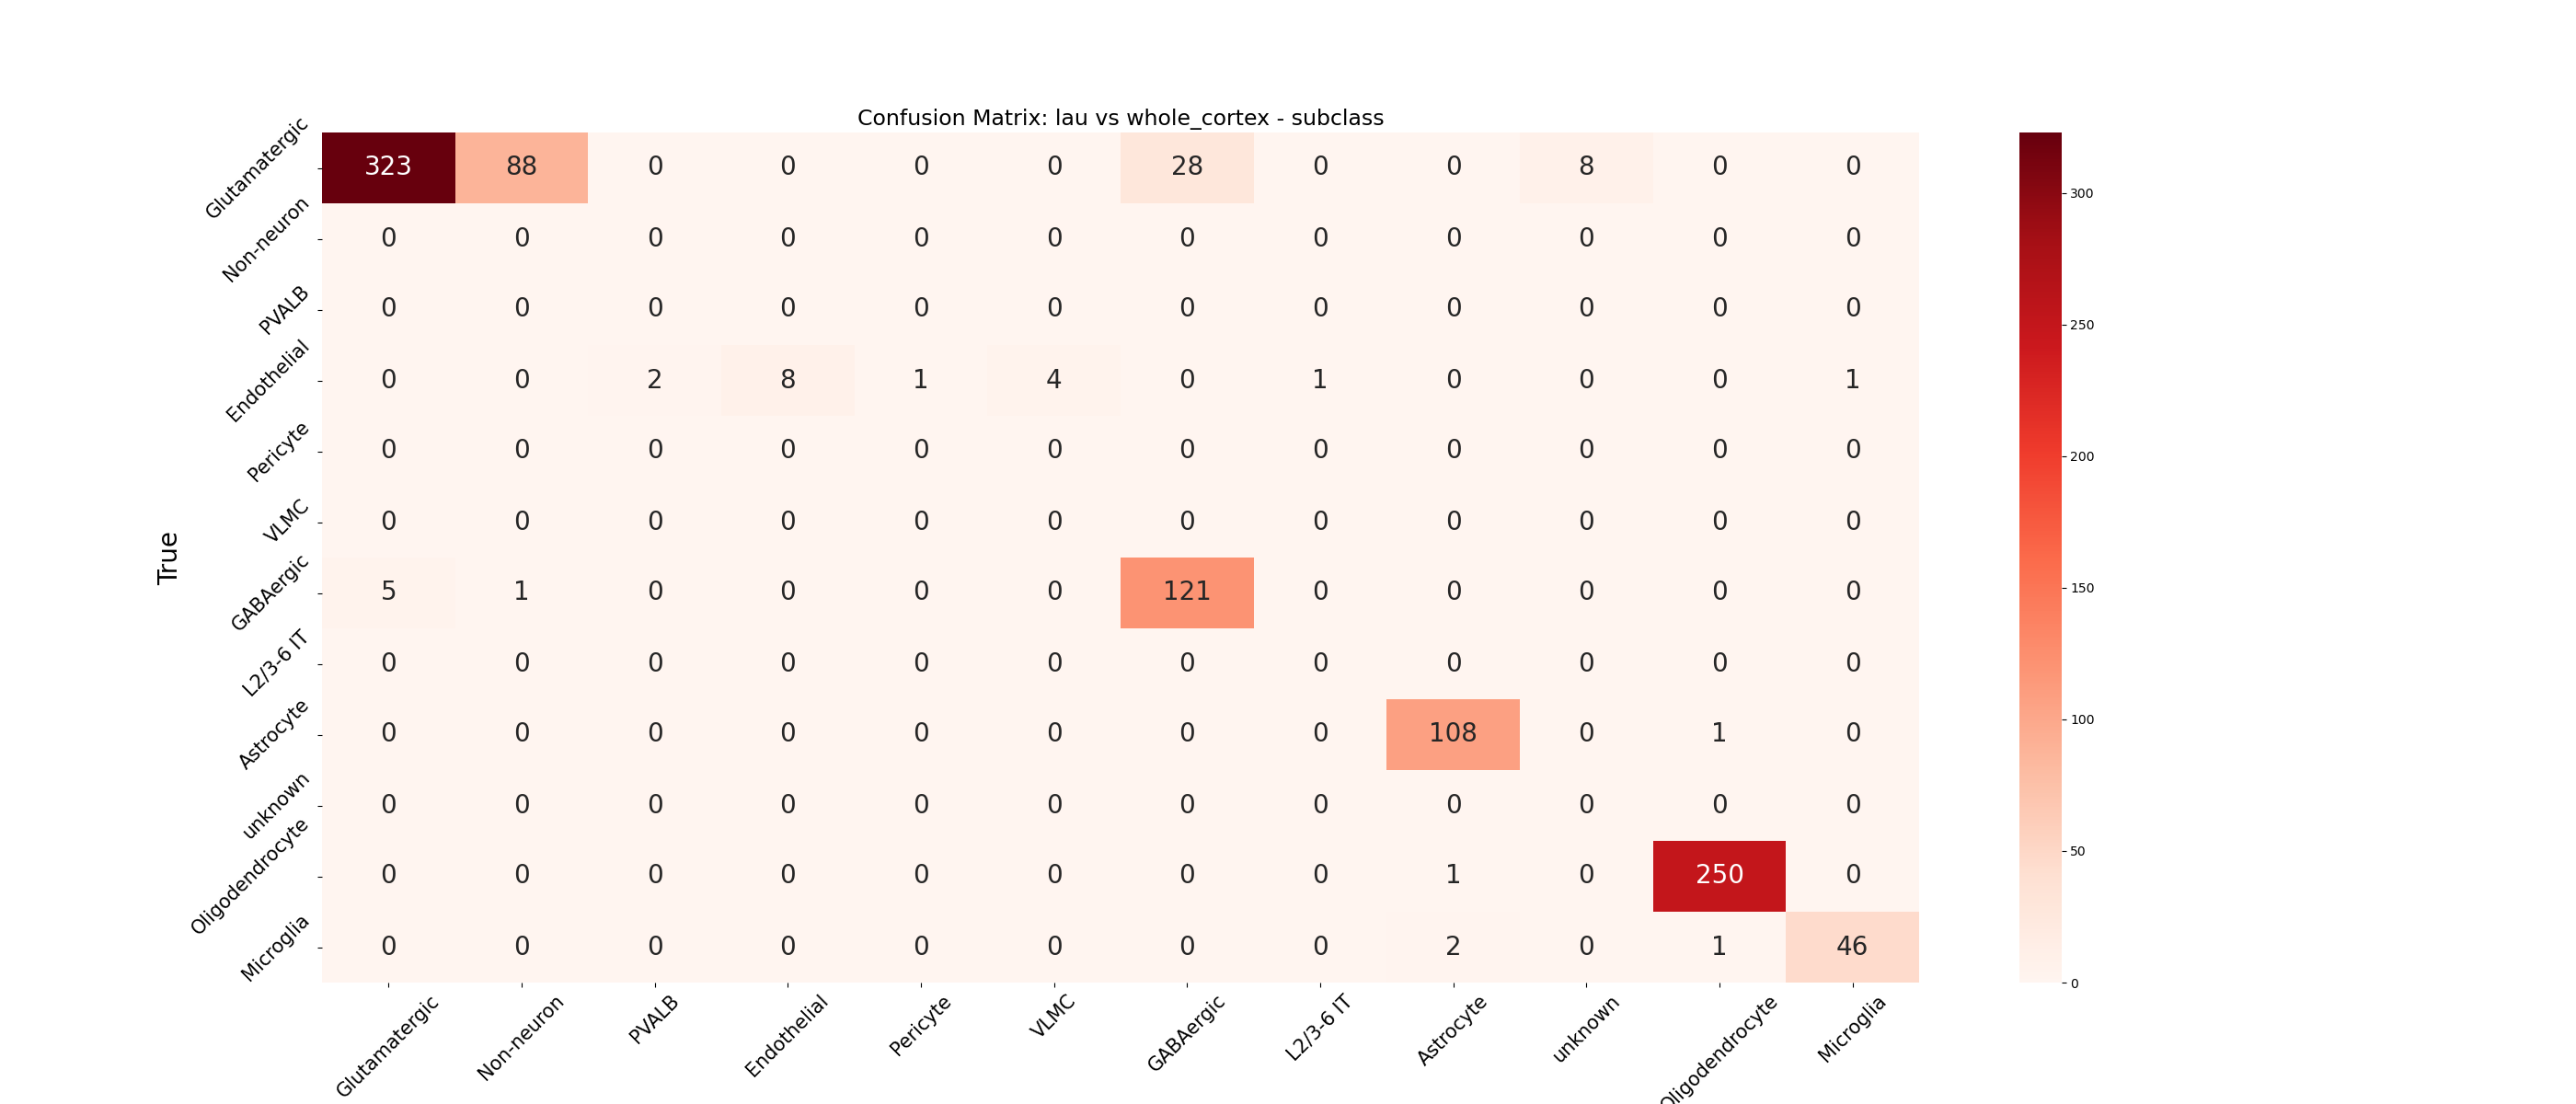 Confusion Matrix: lau vs whole_cortex - subclass
Glutamatergic 323 88 0 0 0 0 28 0 0 8 0 0
Non-neuron 0 0 0 0 0 0 0 0 0 0 0 0
PVALB 0 0 0 0 0 0 0 0 0 0 0 0
Endothelial 0 0 2 8 1 4 0 1 0 0 0 1
Pericyte 0 0 0 0 0 0 0 0 0 0 0 0
VLMC 0 0 0 0 0 0 0 0 0 0 0 0
GABAergic 5 1 0 0 0 0 121 0 0 0 0 0
L2/3-6 IT 0 0 0 0 0 0 0 0 0 0 0 0
Astrocyte 0 0 0 0 0 0 0 0 108 0 1 0
unknown 0 0 0 0 0 0 0 0 0 0 0 0
Oligodendrocyte 0 0 0 0 0 0 0 0 1 0 250 0
Microglia 0 0 0 0 0 0 0 0 2 0 1 46
True
Glutamatergic Non-neuron PVALB Endothelial Pericyte VLMC GABAergic L2/3-6 IT Astrocyte unknown Oligodendrocyte Microglia
300
250
200
150
100
50
0